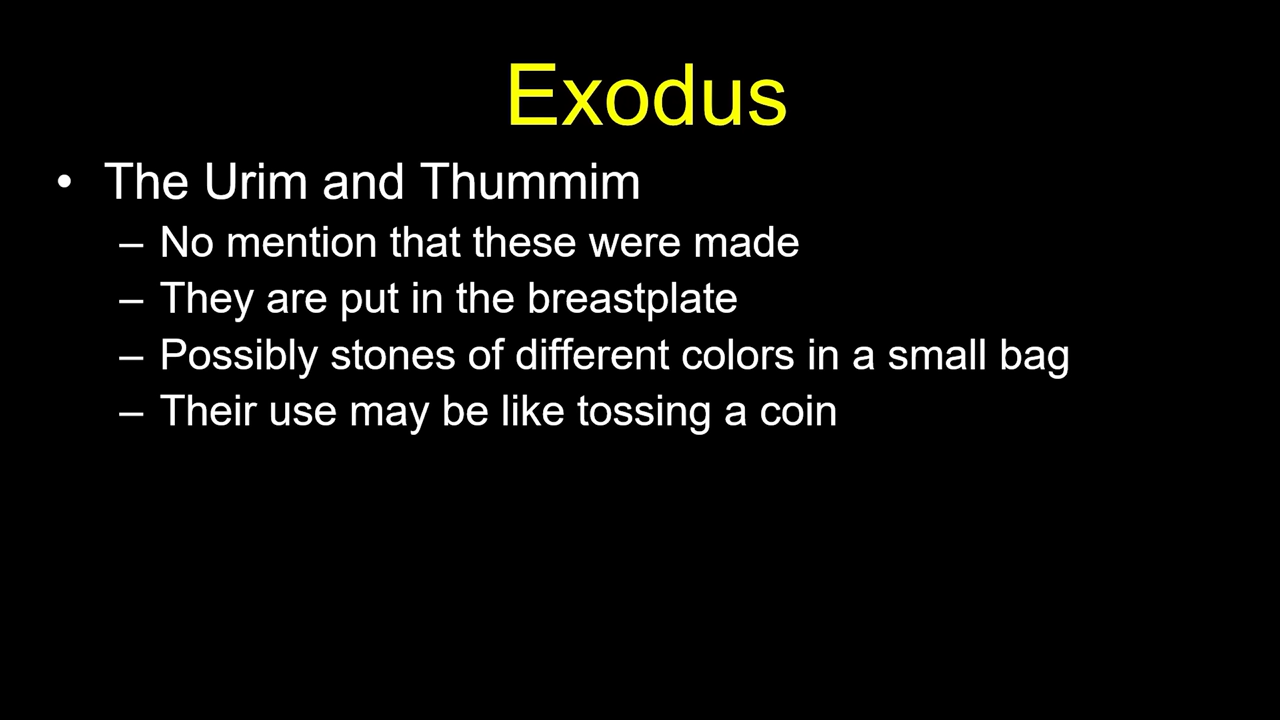 Exodus
• The Urim and Thummim
– No mention that these were made
– They are put in the breastplate
– Possibly stones of different colors in a small bag
– Their use may be like tossing a coin